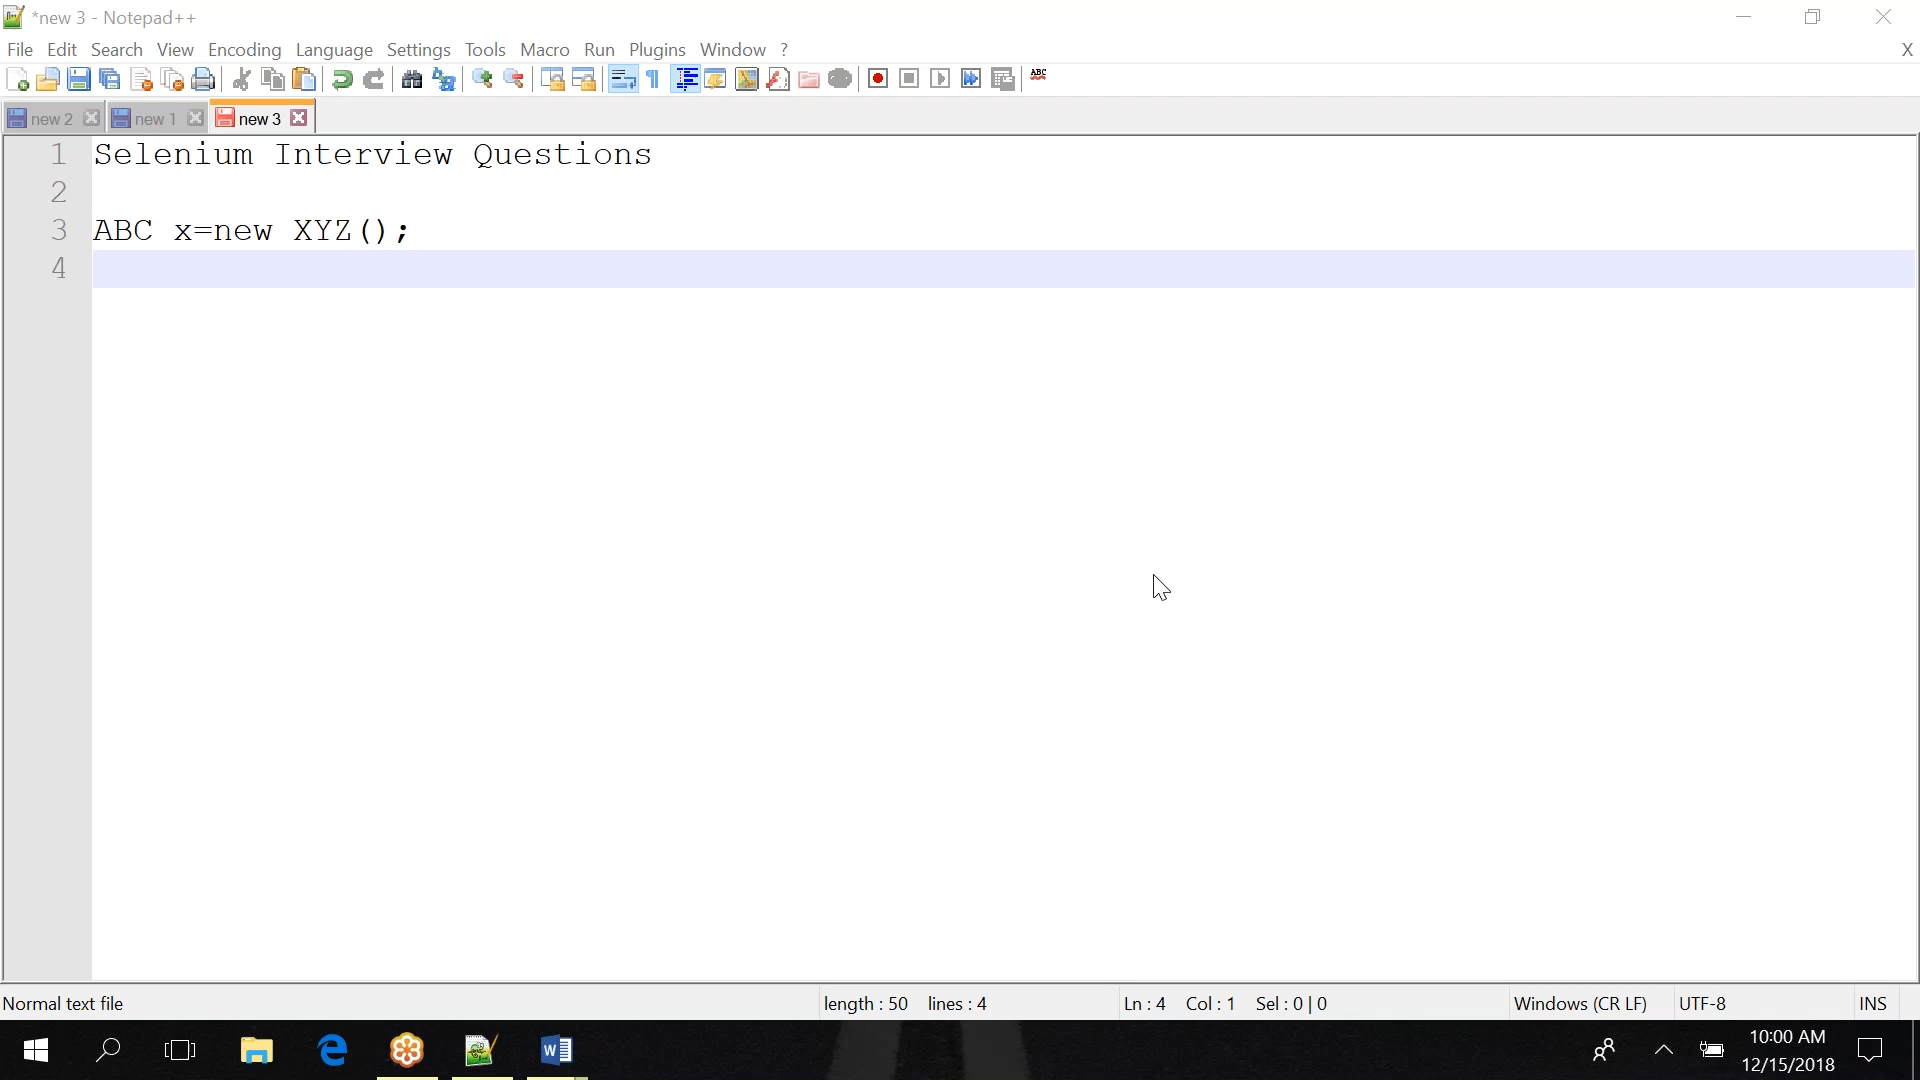 *new 3 - Notepad++
File Edit Search View Encoding Language Settings Tools Macro Run Plugins Window ? X
ABC
new 2 new 1 new 3
1 Selenium Interview Questions
2
3 ABC x=new XYZ();
4
Normal text file length : 50 lines : 4 Ln : 4 Col : 1 Sel : 0 | 0 Windows (CR LF) UTF-8 INS
10:00 AM
12/15/2018